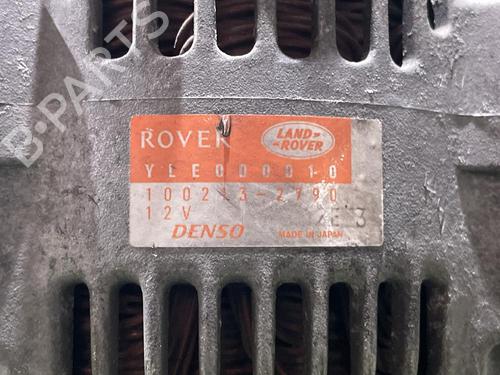 B-PARTS
ROVER
LAND-
-ROVER
YLE000010
100213-2790
12V
DENSO
MADE IN JAPAN